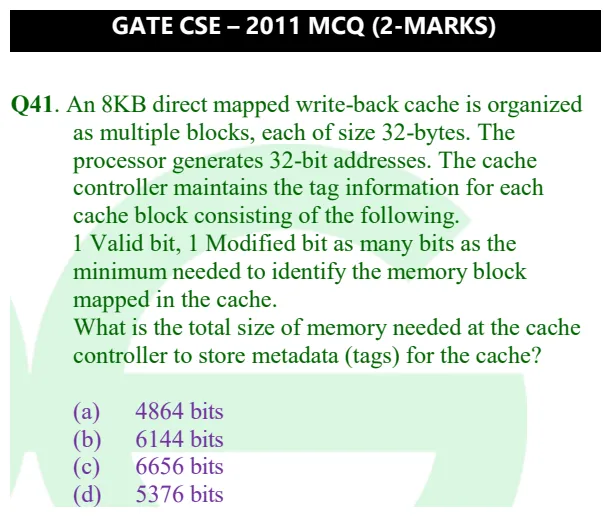 GATE CSE – 2011 MCQ (2-MARKS)
Q41. An 8KB direct mapped write-back cache is organized
as multiple blocks, each of size 32-bytes. The
processor generates 32-bit addresses. The cache
controller maintains the tag information for each
cache block consisting of the following.
1 Valid bit, 1 Modified bit as many bits as the
minimum needed to identify the memory block
mapped in the cache.
What is the total size of memory needed at the cache
controller to store metadata (tags) for the cache?
(a) 4864 bits
(b) 6144 bits
(c) 6656 bits
(d) 5376 bits